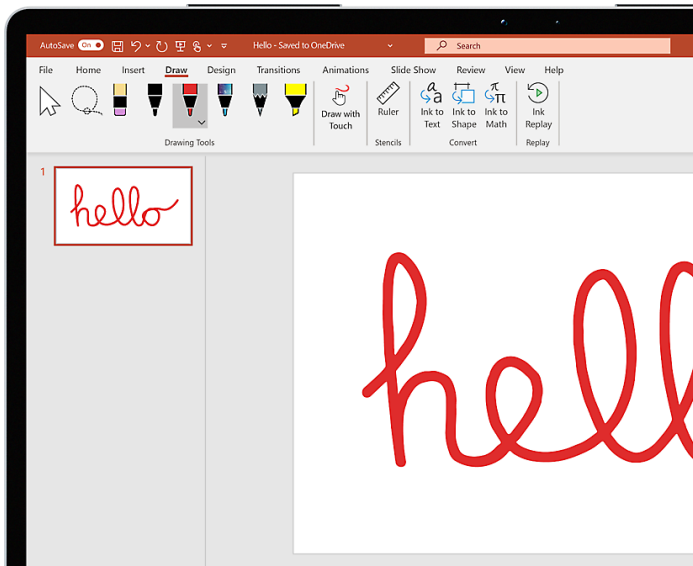 AutoSave On Hello - Saved to OneDrive Search
File Home Insert Draw Design Transitions Animations Slide Show Review View Help
Draw with Touch
Ruler
a a
Ink to Text
Ink to Shape
π π
Ink to Math
Ink Replay
Drawing Tools Stencils Convert Replay
1
hello
hell